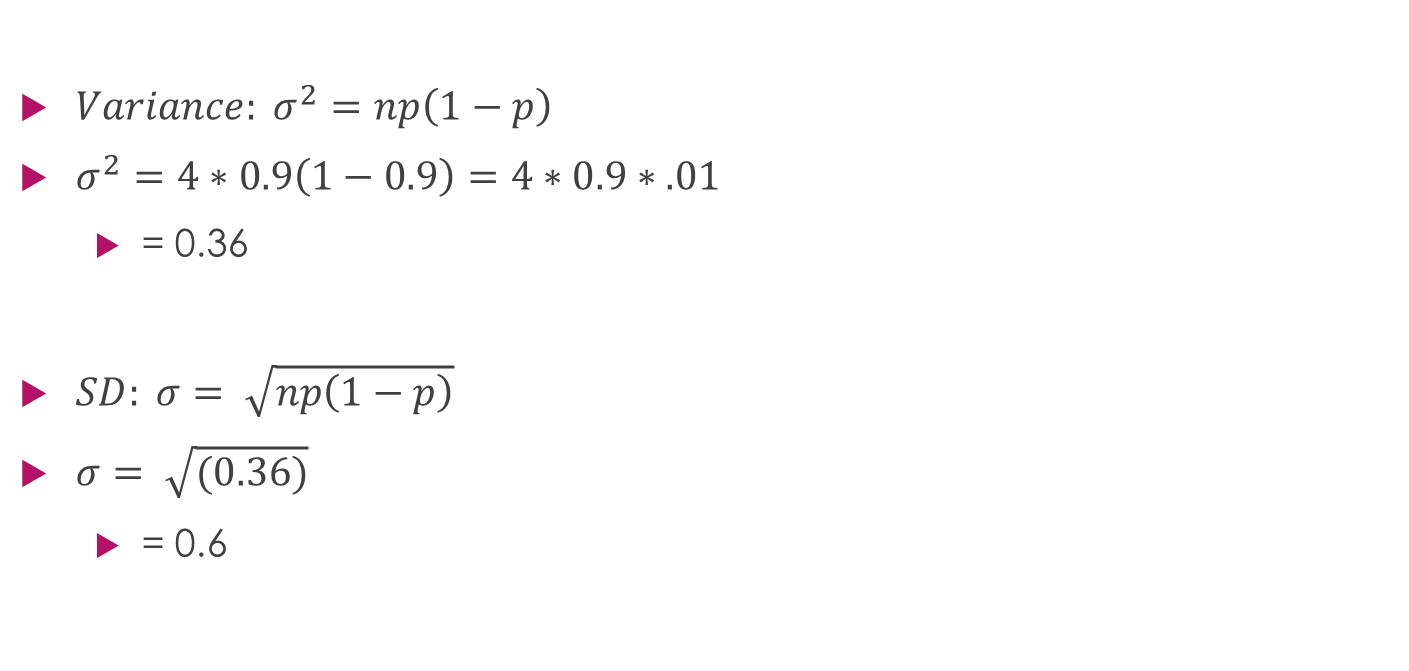 ▶ Variance: σ² = np(1 − p)
▶ σ² = 4 ∗ 0.9(1 − 0.9) = 4 ∗ 0.9 ∗ .01
▶ = 0.36
▶ SD: σ = √(np(1 − p))
▶ σ = √(0.36)
▶ = 0.6